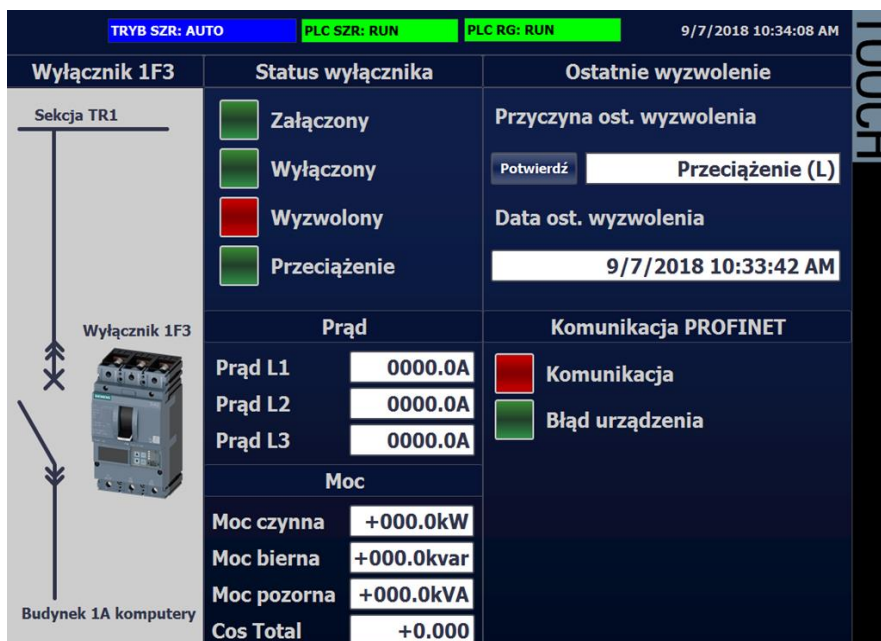 TRYB SZR: AUTO
PLC SZR: RUN
PLC RG: RUN
9/7/2018 10:34:08 AM
TOUCH
Wyłącznik 1F3
Status wyłącznika
Ostatnie wyzwolenie
Sekcja TR1
Załączony
Wyłączony
Wyzwolony
Przeciążenie
Przyczyna ost. wyzwolenia
Potwierdź
Przeciążenie (L)
Data ost. wyzwolenia
9/7/2018 10:33:42 AM
Wyłącznik 1F3
SIEMENS
Prąd
Prąd L1 0000.0A
Prąd L2 0000.0A
Prąd L3 0000.0A
Komunikacja PROFINET
Komunikacja
Błąd urządzenia
Moc
Moc czynna +000.0kW
Moc bierna +000.0kvar
Moc pozorna +000.0kVA
Cos Total +0.000
Budynek 1A komputery